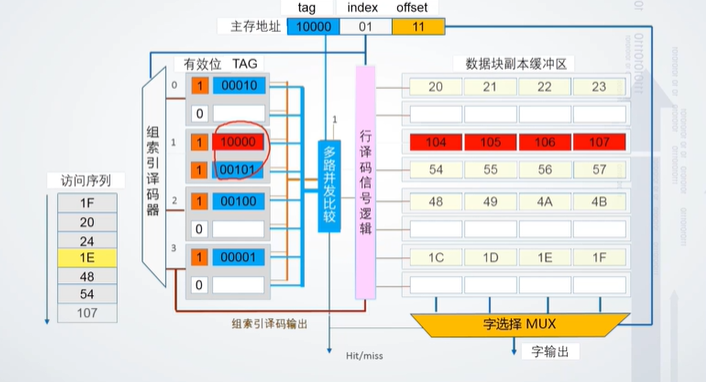 tag index offset
主存地址 10000 01 11
有效位 TAG
数据块副本缓冲区
0 1 00010
0
1 1 10000
1 00101
2 1 00100
0
3 1 00001
0
组索引译码器
1
多路并发比较
行译码信号逻辑
20 21 22 23
104 105 106 107
54 55 56 57
48 49 4A 4B
1C 1D 1E 1F
访问序列
1F
20
24
1E
48
54
107
组索引译码输出
字选择 MUX
Hit/miss
字输出